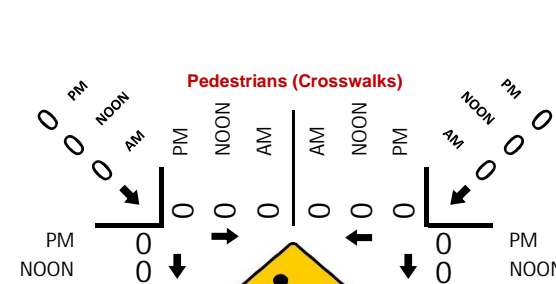 Pedestrians (Crosswalks)
0 PM
0 NOON
0 AM
PM NOON AM AM NOON PM
PM 0
NOON 0
AM 0
0 0 0 0 0 0
PM 0 0 PM
NOON 0 0 NOON